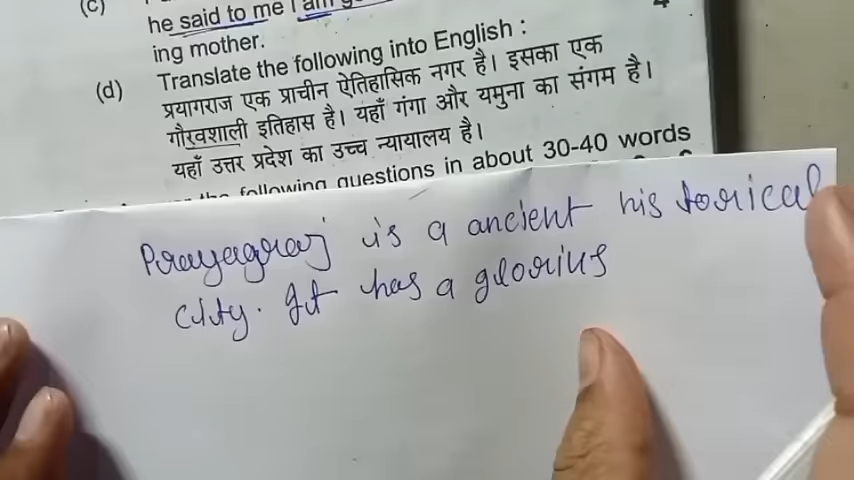 (c)
he said to me I am
ing mother.
(d) Translate the following into English :
प्रयागराज एक प्राचीन ऐतिहासिक नगर है। इसका एक
गौरवशाली इतिहास है। यहाँ गंगा और यमुना का संगम है।
यहाँ उत्तर प्रदेश का उच्च न्यायालय है।
the following questions in about 30-40 words
Prayagraj is a ancient historical
city. It has a glorius